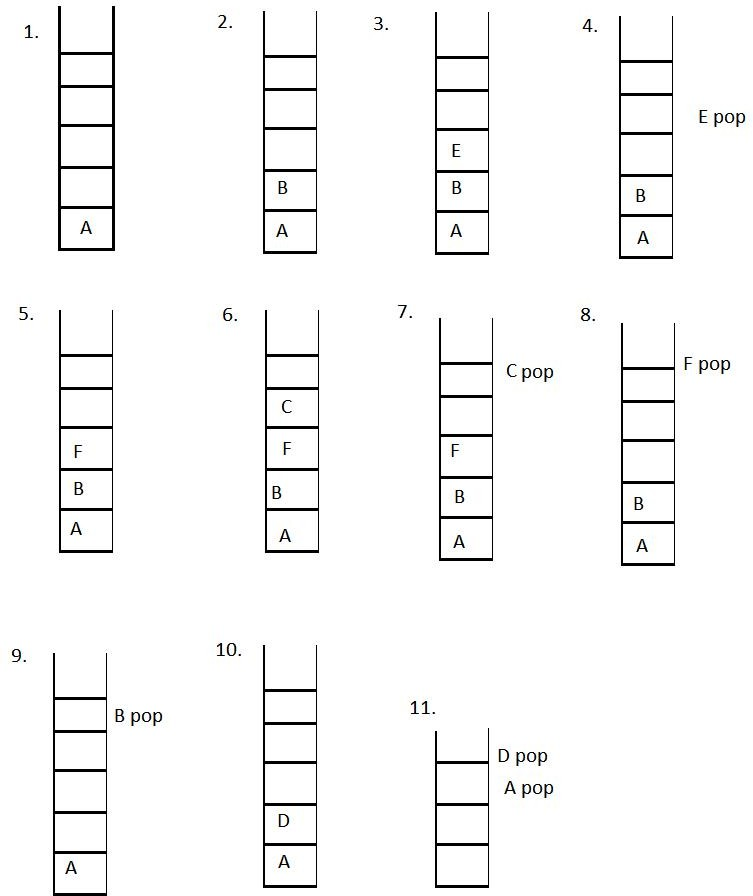 1.
A
2.
B
A
3.
E
B
A
4.
E pop
B
A
5.
F
B
A
6.
C
F
B
A
7.
C pop
F
B
A
8.
F pop
B
A
9.
B pop
A
10.
D
A
11.
D pop
A pop